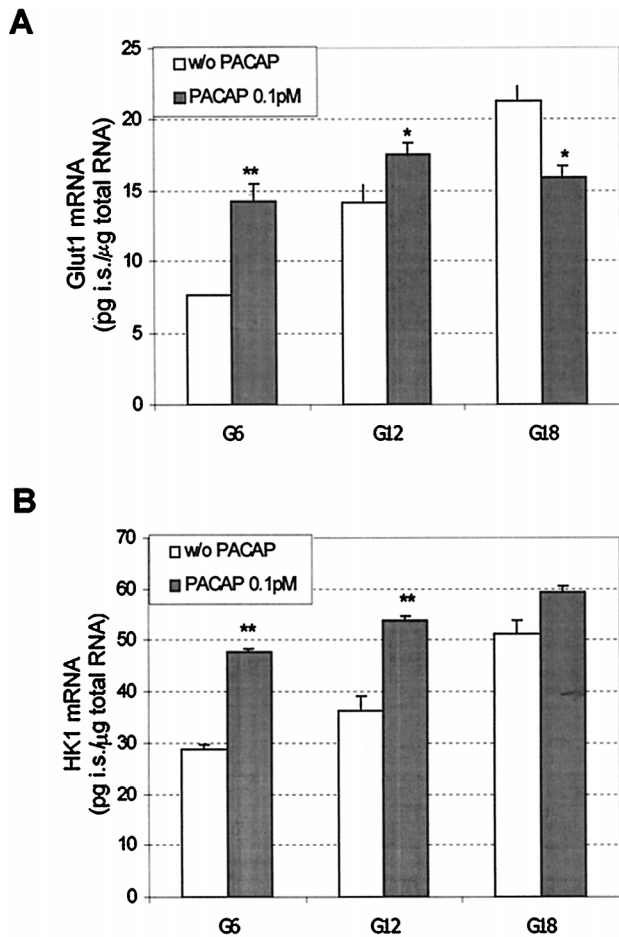 A
25
20
15
10
5
0
w/o PACAP
PACAP 0.1pM
**
*
*
Glut1 mRNA
(pg i.s./µg total RNA)
G6 G12 G18
B
70
60
50
40
30
20
10
0
w/o PACAP
PACAP 0.1pM
**
**
HK1 mRNA
(pg i.s./µg total RNA)
G6 G12 G18